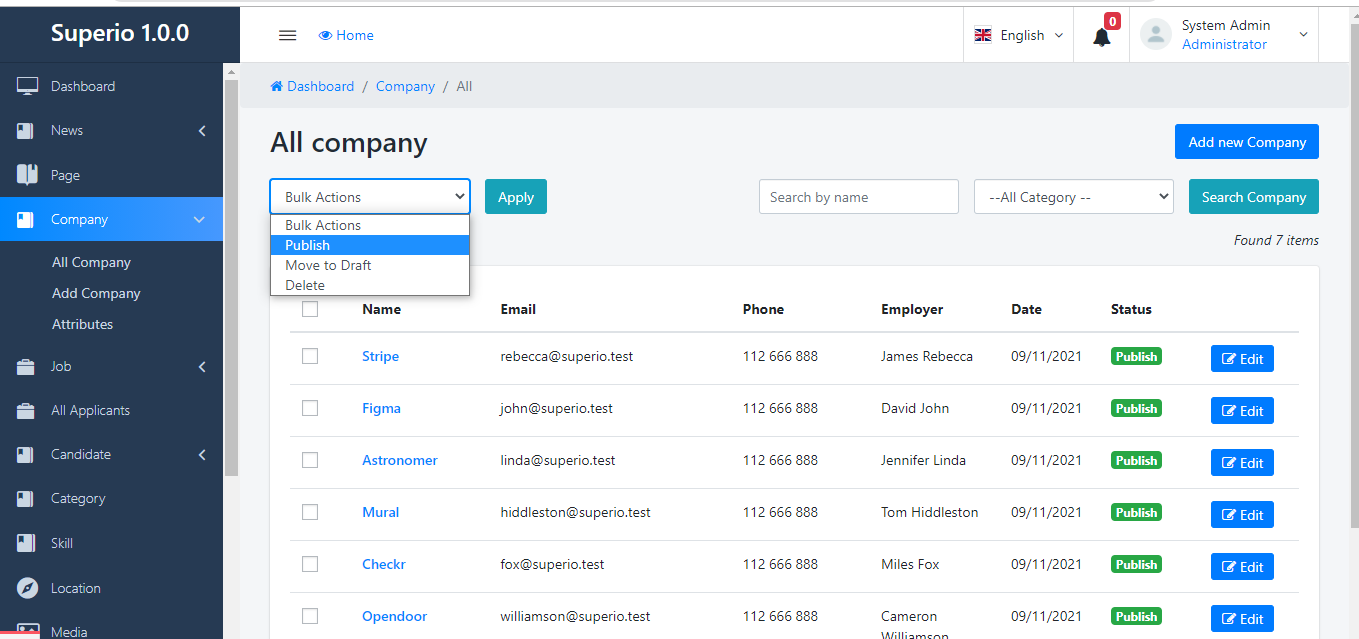 Superio 1.0.0
Home
English
0
System Admin
Administrator
Dashboard
News
Page
Company
All Company
Add Company
Attributes
Job
All Applicants
Candidate
Category
Skill
Location
Media
Dashboard / Company / All
All company
Add new Company
Bulk Actions
Apply
Search by name
--All Category --
Search Company
Bulk Actions
Publish
Move to Draft
Delete
Found 7 items
Name Email Phone Employer Date Status
Stripe rebecca@superio.test 112 666 888 James Rebecca 09/11/2021 Publish Edit
Figma john@superio.test 112 666 888 David John 09/11/2021 Publish Edit
Astronomer linda@superio.test 112 666 888 Jennifer Linda 09/11/2021 Publish Edit
Mural hiddleston@superio.test 112 666 888 Tom Hiddleston 09/11/2021 Publish Edit
Checkr fox@superio.test 112 666 888 Miles Fox 09/11/2021 Publish Edit
Opendoor williamson@superio.test 112 666 888 Cameron 09/11/2021 Publish Edit
Williamson